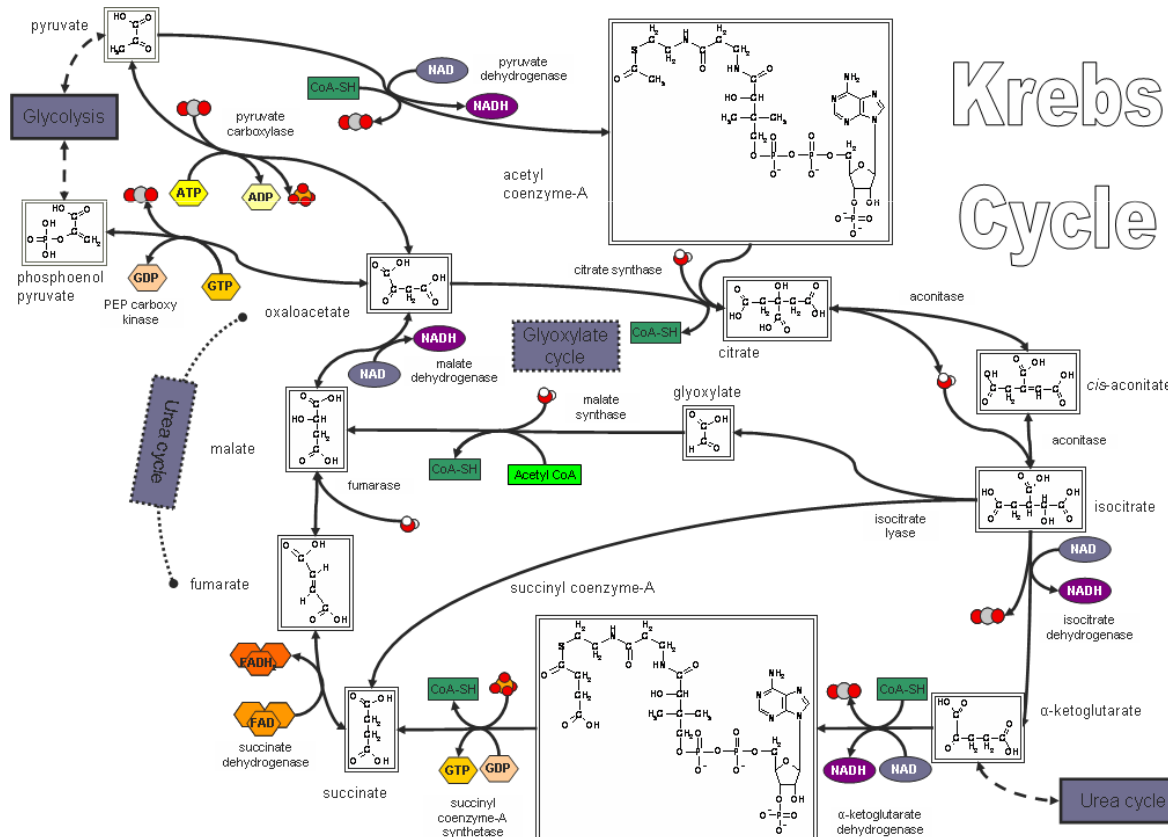 Krebs
Cycle
pyruvate
Glycolysis
phosphoenol
pyruvate
pyruvate
carboxylase
ATP
ADP
GDP
GTP
PEP carboxy
kinase
CoA-SH
NAD
NADH
pyruvate
dehydrogenase
acetyl
coenzyme-A
oxaloacetate
citrate synthase
CoA-SH
citrate
aconitase
cis-aconitate
aconitase
isocitrate
Glyoxylate
cycle
NADH
NAD
malate
dehydrogenase
Urea cycle
malate
malate
synthase
glyoxylate
CoA-SH
Acetyl CoA
isocitrate
lyase
NAD
NADH
isocitrate
dehydrogenase
fumarase
fumarate
succinyl coenzyme-A
FADH2
FAD
succinate
dehydrogenase
succinate
CoA-SH
GTP
GDP
succinyl
coenzyme-A
synthetase
CoA-SH
NADH
NAD
α-ketoglutarate
dehydrogenase
α-ketoglutarate
Urea cycle